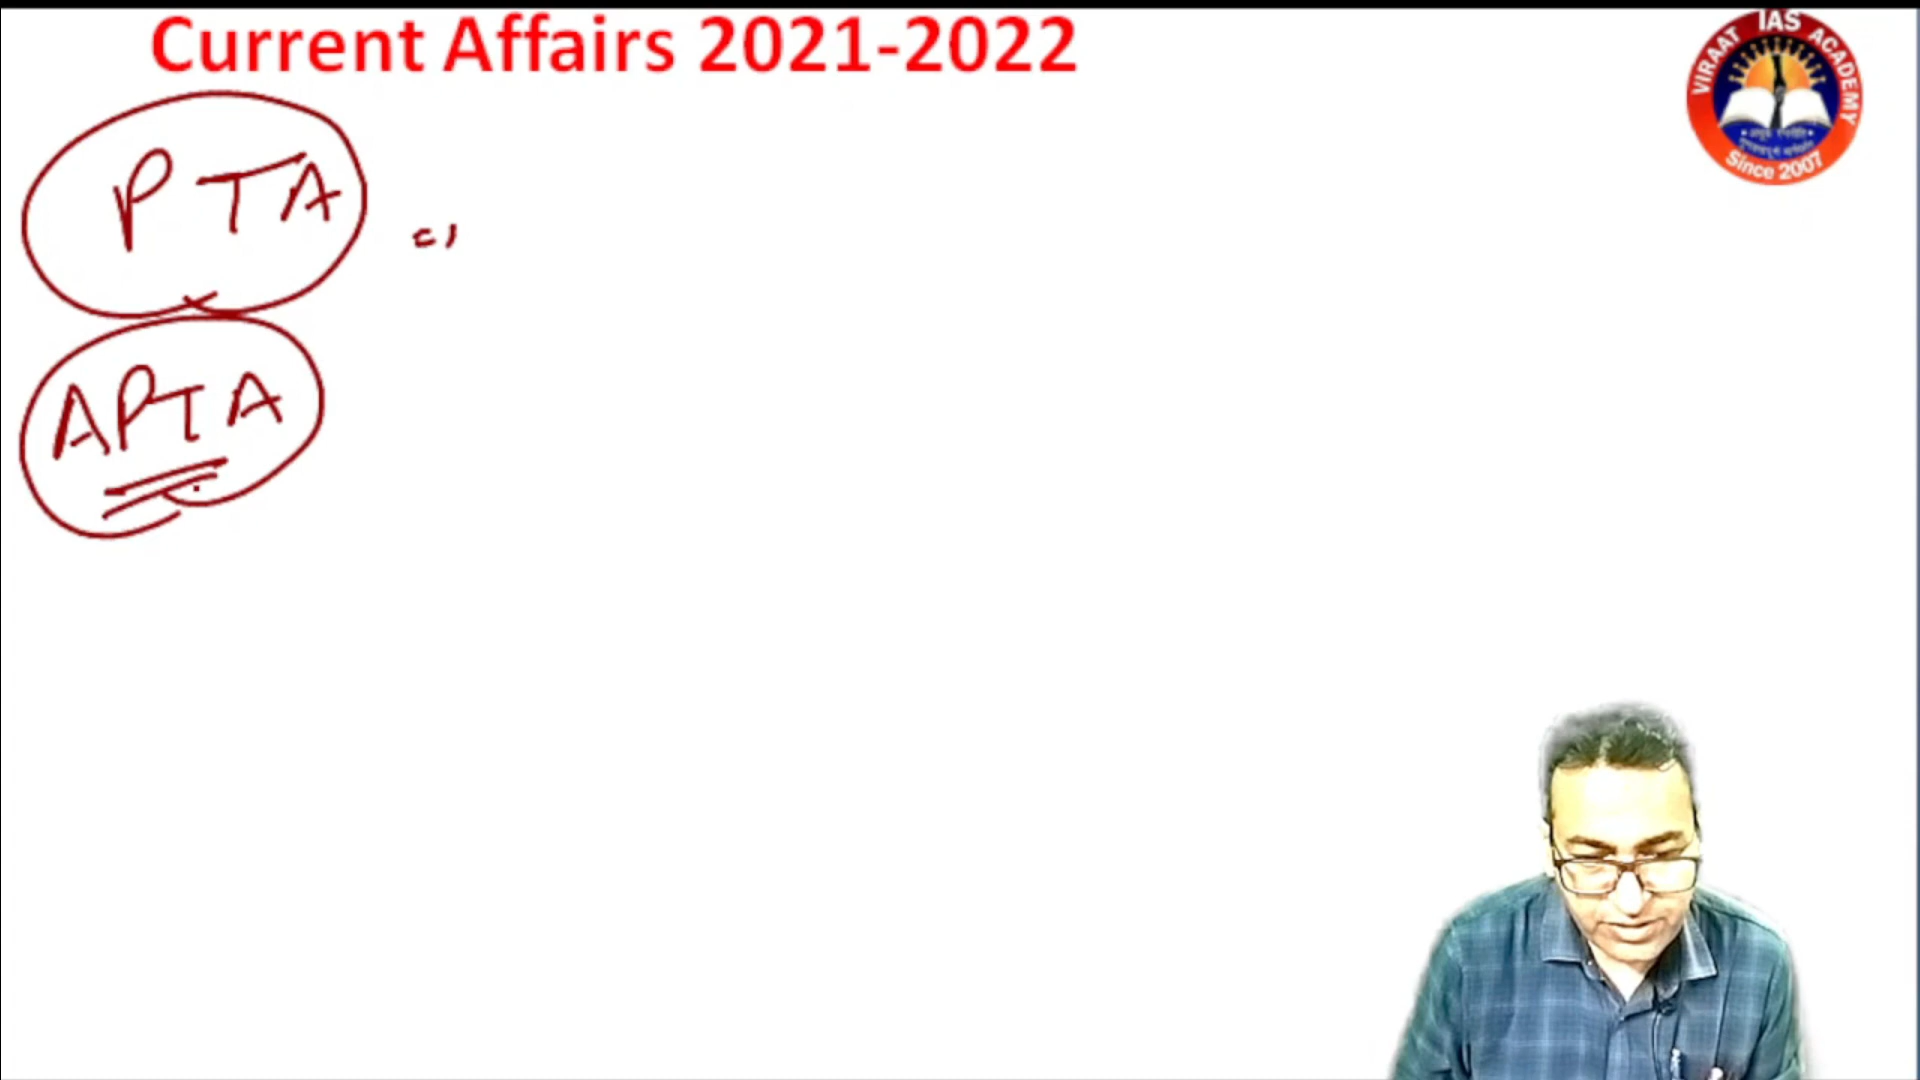 Current Affairs 2021-2022
VIRAAT IAS ACADEMY
Since 2007
PTA
APTA